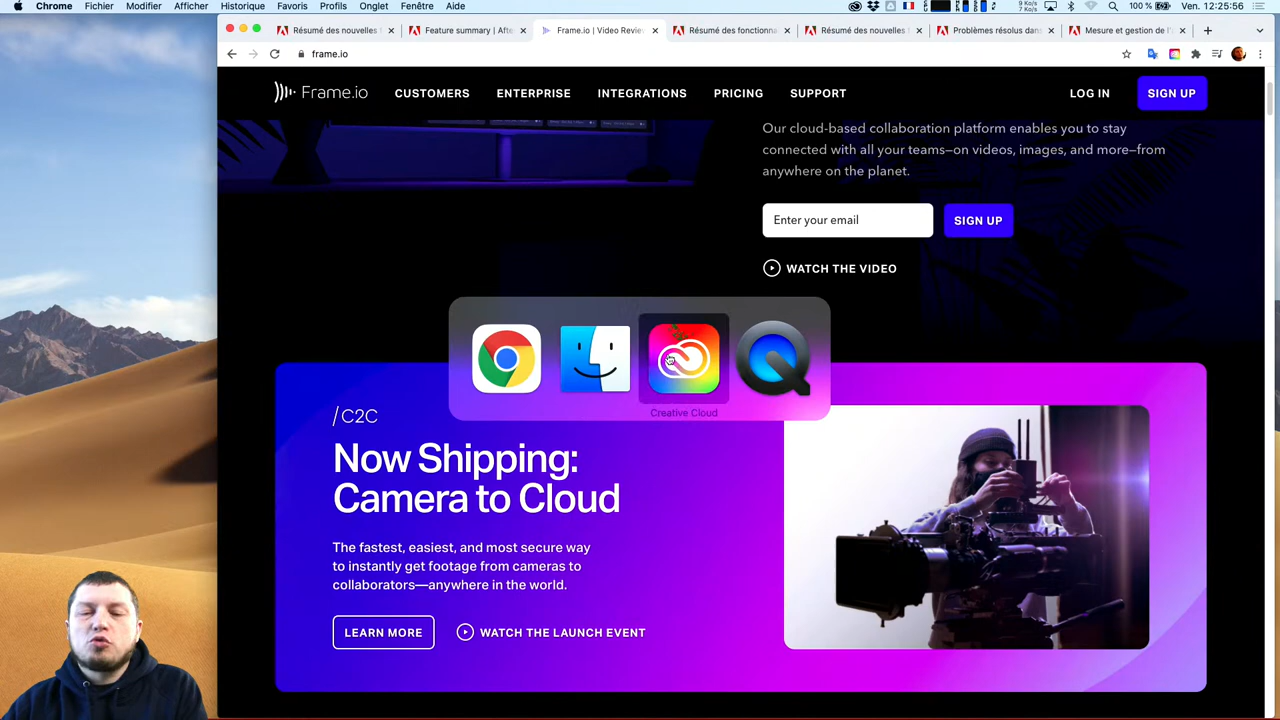 Chrome Fichier Modifier Afficher Historique Favoris Profils Onglet Fenêtre Aide
9 Ko/s
7 Ko/s
100 % Ven. 12:25:56
Résumé des nouvelles f
Feature summary | Afte
Frame.io | Video Review
Résumé des fonctionna
Résumé des nouvelles f
Problèmes résolus dans
Mesure et gestion de l'
frame.io
Frame.io CUSTOMERS ENTERPRISE INTEGRATIONS PRICING SUPPORT LOG IN SIGN UP
Our cloud-based collaboration platform enables you to stay
connected with all your teams—on videos, images, and more—from
anywhere on the planet.
Enter your email SIGN UP
WATCH THE VIDEO
Creative Cloud
/C2C
Now Shipping:
Camera to Cloud
The fastest, easiest, and most secure way
to instantly get footage from cameras to
collaborators—anywhere in the world.
LEARN MORE WATCH THE LAUNCH EVENT